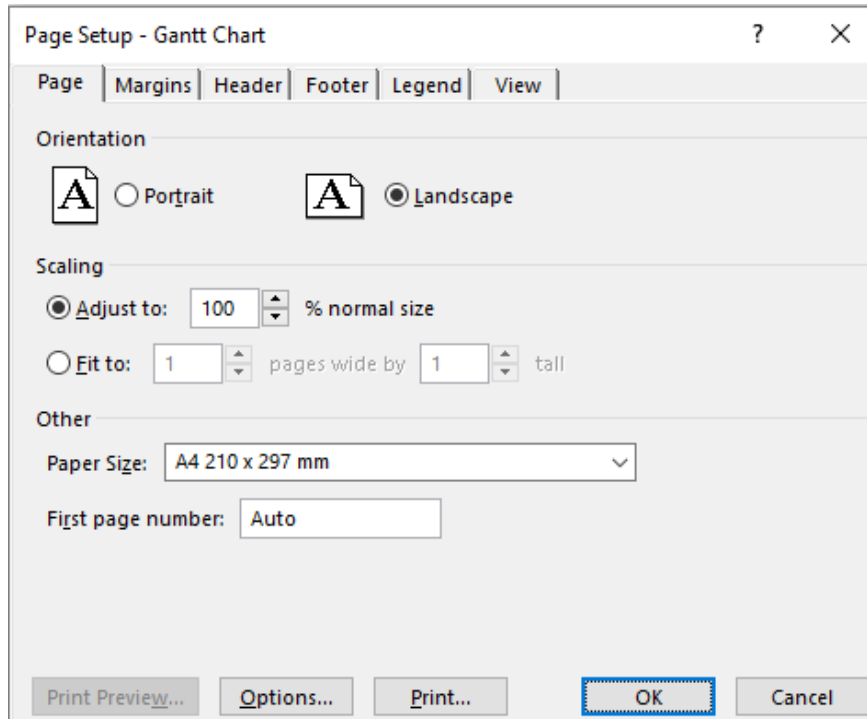 Page Setup - Gantt Chart ? ×
Page Margins Header Footer Legend View
Orientation
A Portrait A Landscape
Scaling
Adjust to: 100 % normal size
Fit to: 1 pages wide by 1 tall
Other
Paper Size: A4 210 x 297 mm
First page number: Auto
Print Preview... Options... Print... OK Cancel